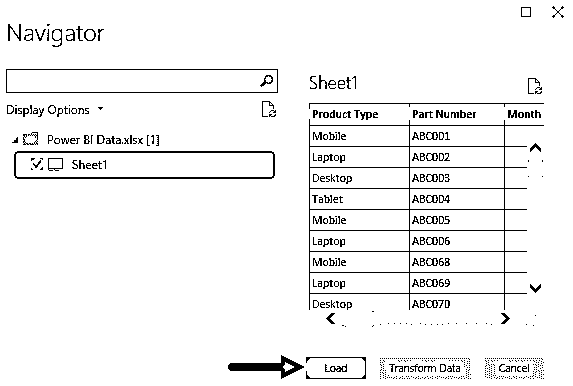 Navigator
Display Options
Power BI Data.xlsx [1]
Sheet1
Sheet1
Product Type Part Number Month
Mobile ABC001
Laptop ABC002
Desktop ABC003
Tablet ABC004
Mobile ABC005
Laptop ABC006
Mobile ABC068
Laptop ABC069
Desktop ABC070
Load Transform Data Cancel